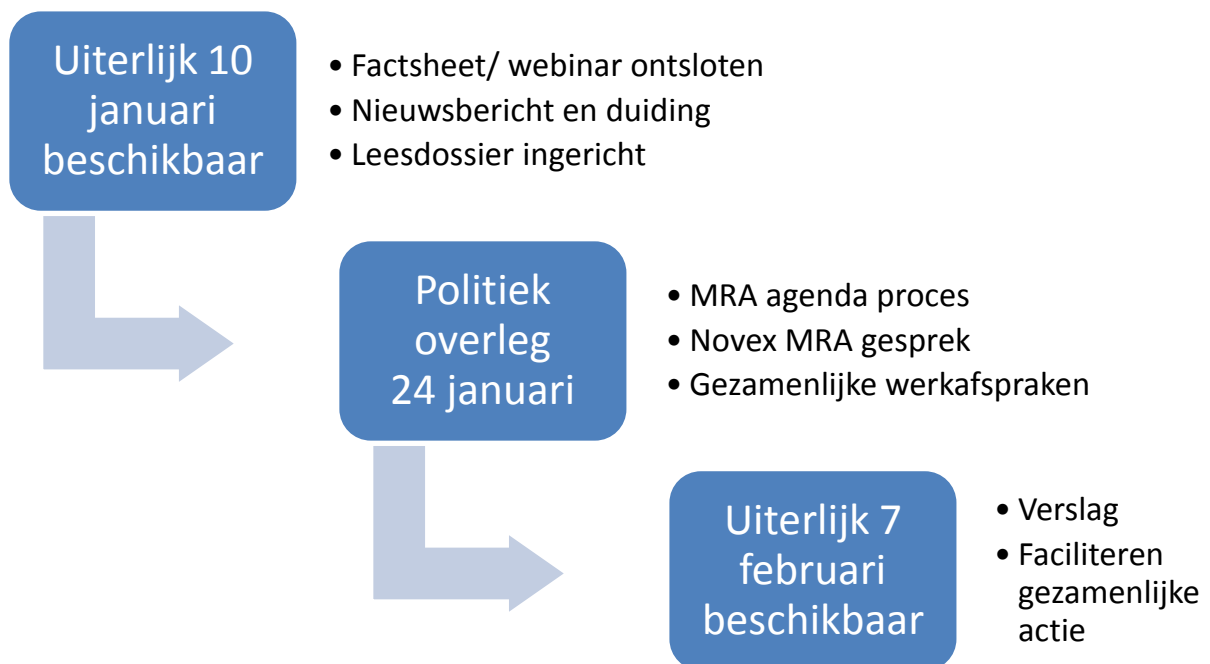 Uiterlijk 10
januari
beschikbaar
• Factsheet/ webinar ontsloten
• Nieuwsbericht en duiding
• Leesdossier ingericht
Politiek
overleg
24 januari
• MRA agenda proces
• Novex MRA gesprek
• Gezamenlijke werkafspraken
Uiterlijk 7
februari
beschikbaar
• Verslag
• Faciliteren
gezamenlijke
actie